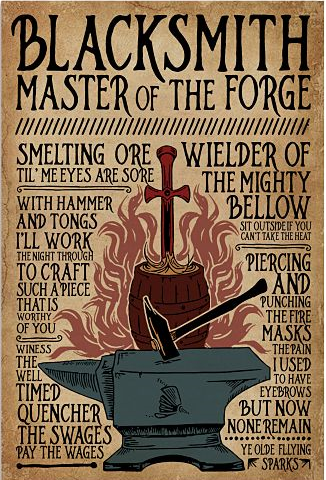 BLACKSMITH
MASTER OF THE FORGE
SMELTING ORE
TIL' ME EYES ARE SORE
WITH HAMMER
AND TONGS
I'LL WORK
THE NIGHT THROUGH
TO CRAFT
SUCH A PIECE
THAT IS
WORTHY
OF YOU
WINESS
THE
WELL
TIMED
QUENCHER
THE SWAGES
PAY THE WAGES
WIELDER OF
THE MIGHTY
BELLOW
SIT OUTSIDE IF YOU
CAN'T TAKE THE HEAT
PIERCING
AND
PUNCHING
THE FIRE
MASKS
THE PAIN
I USED
TO HAVE
EYEBROWS
BUT NOW
NONE REMAIN
YE OLDE FLLYING
SPARKS